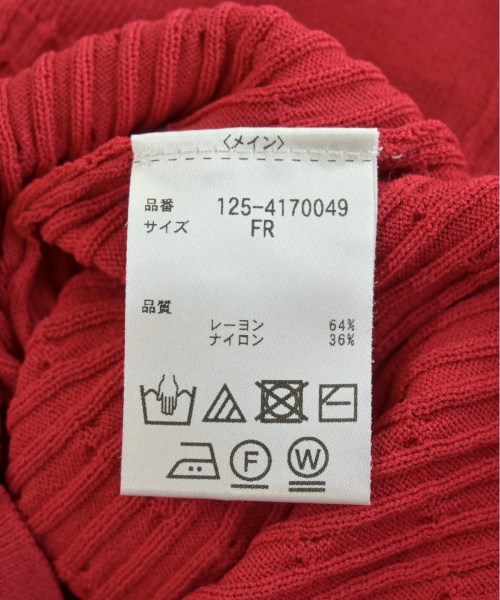 〈メイン〉
品番 125-4170049
サイズ FR
品質
レーヨン 64%
ナイロン 36%
F W